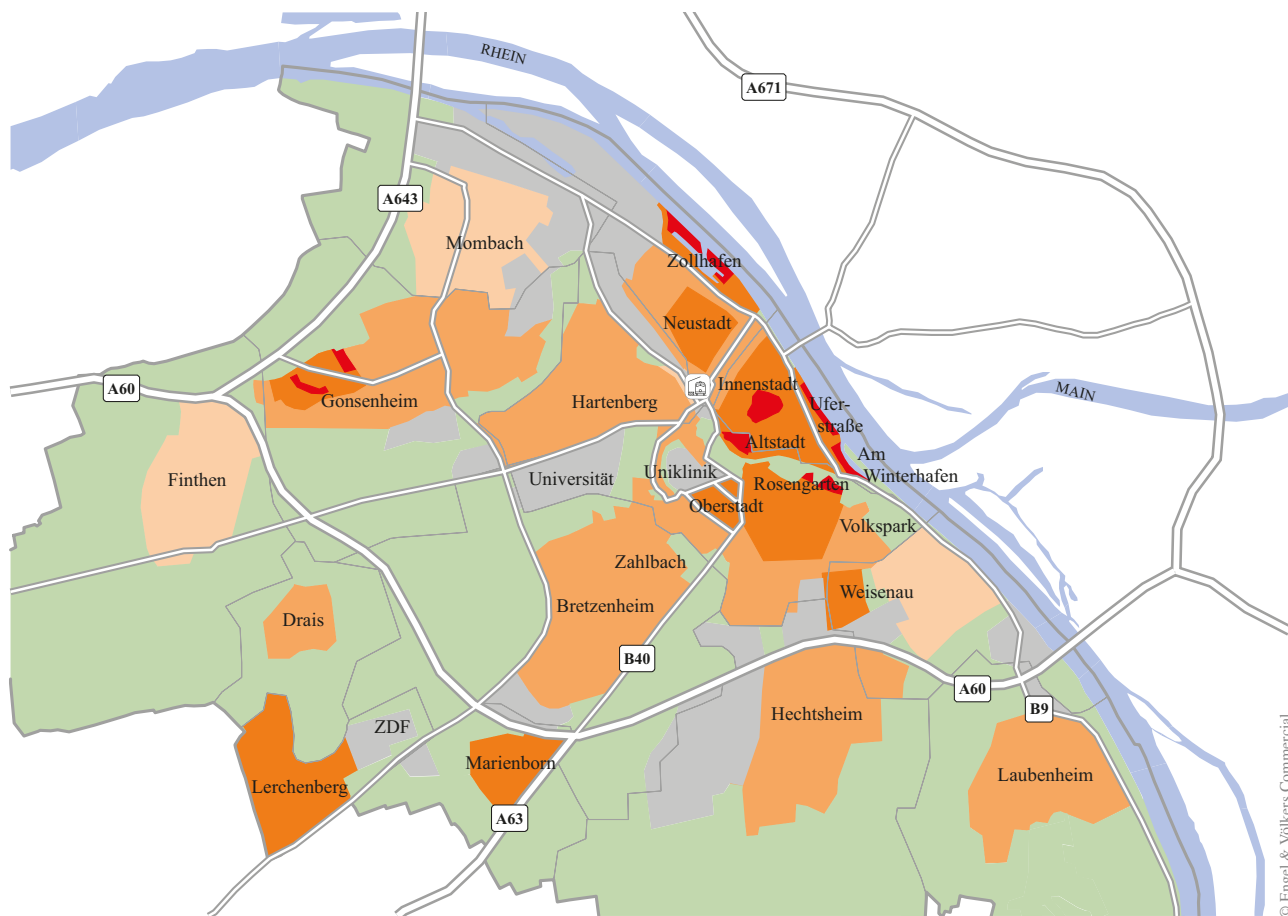 RHEIN
A671
A643
Mombach
Zollhafen
Neustadt
A60
Innenstadt
MAIN
Gonsenheim
Hartenberg
Ufer-
straße
Altstadt
Am
Winterhafen
Finthen
Universität
Uniklinik
Rosengarten
Oberstadt
Volkspark
Zahlbach
Weisenau
Bretzenheim
Drais
B40
A60
B9
Hechtsheim
ZDF
Marienborn
Laubenheim
Lerchenberg
A63
© Engel & Völkers Commercial